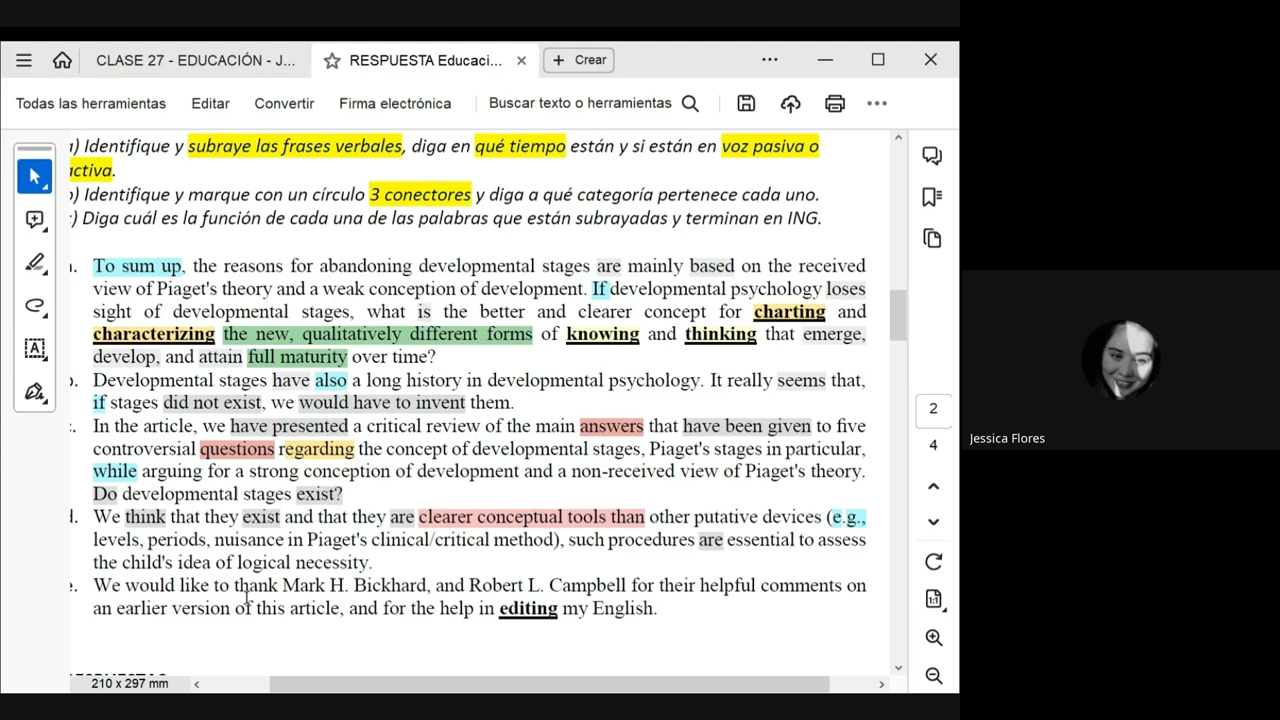 CLASE 27 - EDUCACIÓN - J...
RESPUESTA Educaci...
Crear
Todas las herramientas
Editar
Convertir
Firma electrónica
Buscar texto o herramientas
) Identifique y subraye las frases verbales, diga en qué tiempo están y si están en voz pasiva o
activa.
) Identifique y marque con un círculo 3 conectores y diga a qué categoría pertenece cada uno.
) Diga cuál es la función de cada una de las palabras que están subrayadas y terminan en ING.
To sum up, the reasons for abandoning developmental stages are mainly based on the received
view of Piaget's theory and a weak conception of development. If developmental psychology loses
sight of developmental stages, what is the better and clearer concept for charting and
characterizing the new, qualitatively different forms of knowing and thinking that emerge,
develop, and attain full maturity over time?
Developmental stages have also a long history in developmental psychology. It really seems that,
if stages did not exist, we would have to invent them.
In the article, we have presented a critical review of the main answers that have been given to five
controversial questions regarding the concept of developmental stages, Piaget's stages in particular,
while arguing for a strong conception of development and a non-received view of Piaget's theory.
Do developmental stages exist?
We think that they exist and that they are clearer conceptual tools than other putative devices (e.g.,
levels, periods, nuisance in Piaget's clinical/critical method), such procedures are essential to assess
the child's idea of logical necessity.
We would like to thank Mark H. Bickhard, and Robert L. Campbell for their helpful comments on
an earlier version of this article, and for the help in editing my English.
210 x 297 mm
2
4
Jessica Flores